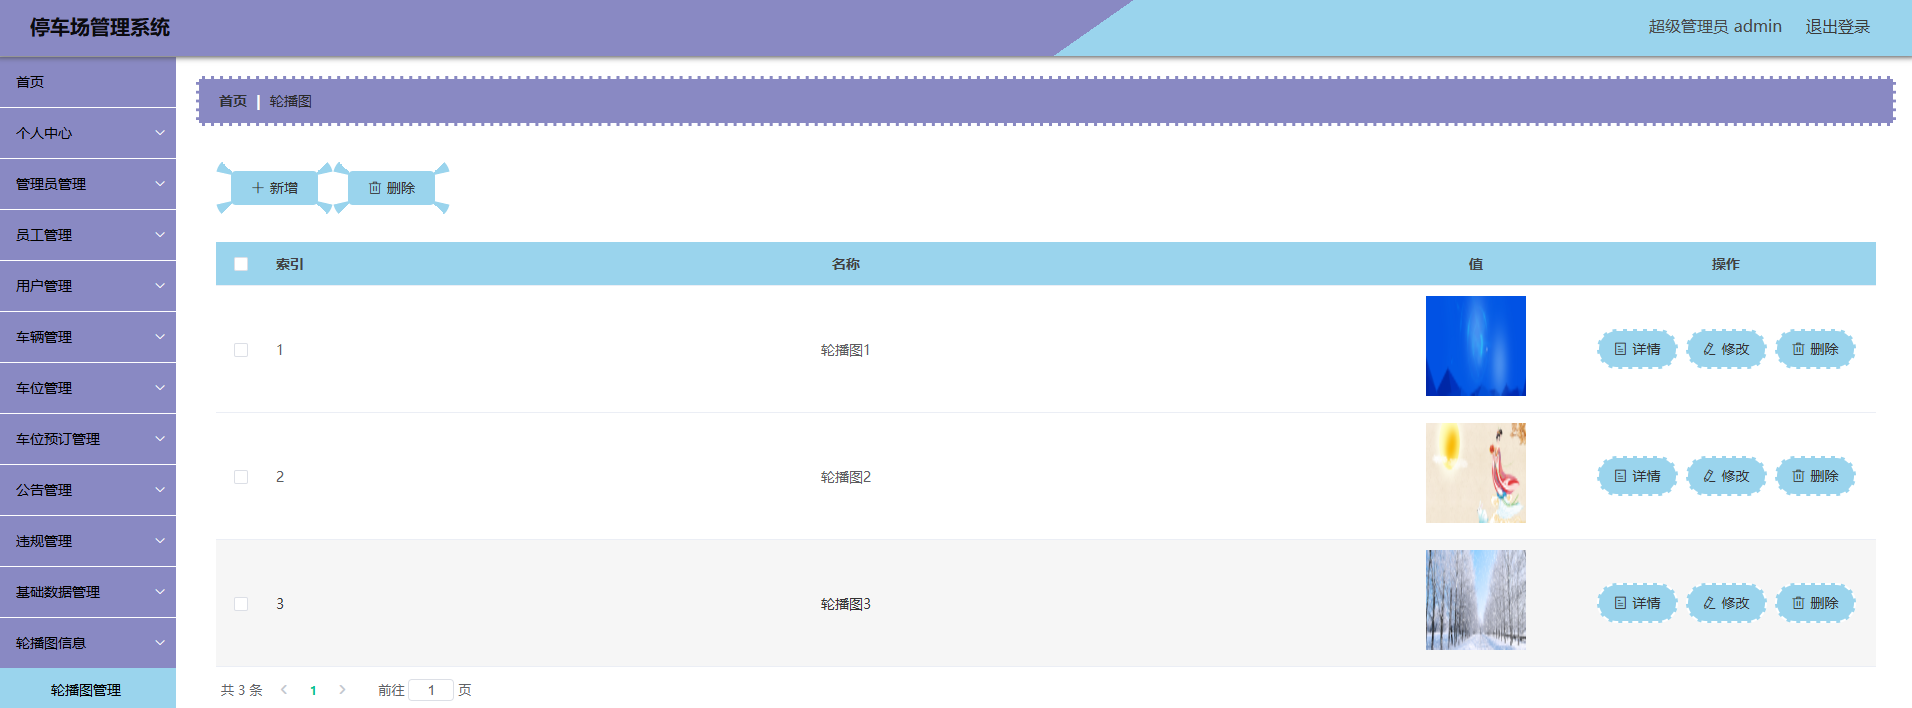 停车场管理系统
超级管理员 admin 退出登录
首页
个人中心
管理员管理
员工管理
用户管理
车辆管理
车位管理
车位预订管理
公告管理
违规管理
基础数据管理
轮播图信息
轮播图管理
首页 | 轮播图
新增 删除
索引 名称 值 操作
1 轮播图1 详情 修改 删除
2 轮播图2 详情 修改 删除
3 轮播图3 详情 修改 删除
共 3 条 1 前往 1 页